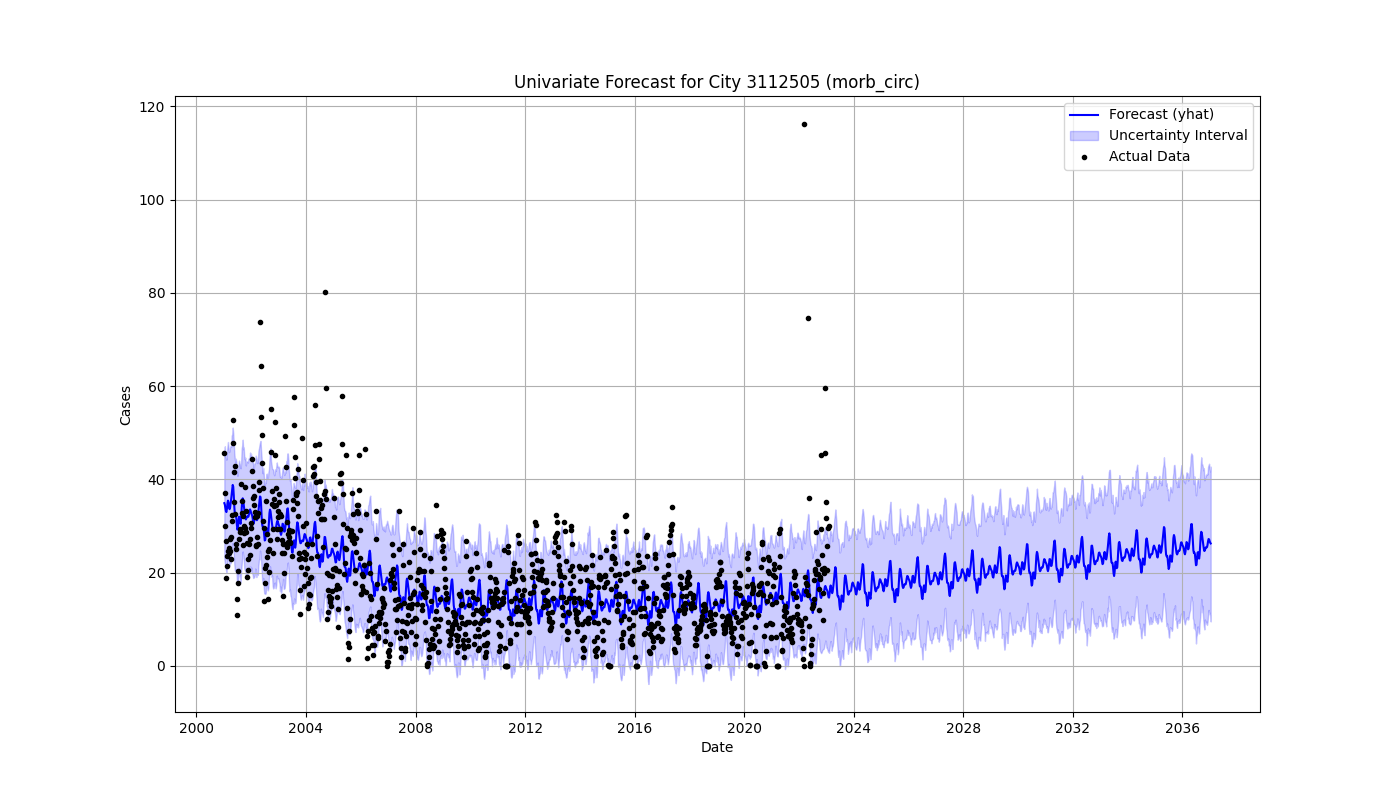 Univariate Forecast for City 3112505 (morb_circ)
Forecast (yhat)
Uncertainty Interval
Actual Data
120
100
80
60
40
20
0
Cases
2000 2004 2008 2012 2016 2020 2024 2028 2032 2036
Date